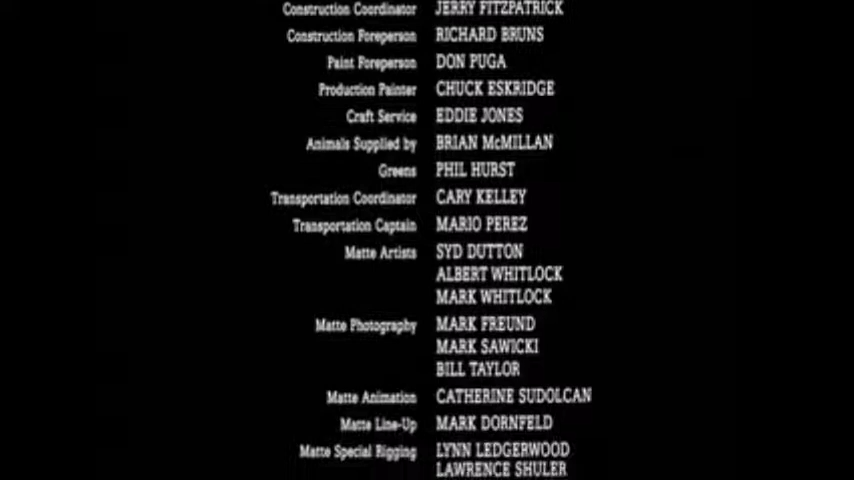 Construction Coordinator JERRY FITZPATRICK
Construction Foreperson RICHARD BRUNS
Paint Foreperson DON PUGA
Production Painter CHUCK ESKRIDGE
Craft Service EDDIE JONES
Animals Supplied by BRIAN McMILLAN
Greens PHIL HURST
Transportation Coordinator CARY KELLEY
Transportation Captain MARIO PEREZ
Matte Artists SYD DUTTON
ALBERT WHITLOCK
MARK WHITLOCK
Matte Photography MARK FREUND
MARK SAWICKI
BILL TAYLOR
Matte Animation CATHERINE SUDOLCAN
Matte Line-Up MARK DORNFELD
Matte Special Rigging LYNN LEDGERWOOD
LAWRENCE SHULER